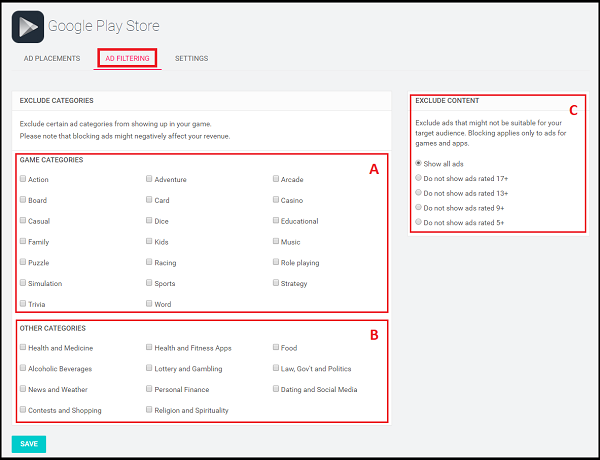 Google Play Store
AD PLACEMENTS AD FILTERING SETTINGS
EXCLUDE CATEGORIES
Exclude certain ad categories from showing up in your game.
Please note that blocking ads might negatively affect your revenue.
GAME CATEGORIES A
Action Adventure Arcade
Board Card Casino
Casual Dice Educational
Family Kids Music
Puzzle Racing Role playing
Simulation Sports Strategy
Trivia Word
OTHER CATEGORIES B
Health and Medicine Health and Fitness Apps Food
Alcoholic Beverages Lottery and Gambling Law, Gov't and Politics
News and Weather Personal Finance Dating and Social Media
Contests and Shopping Religion and Spirituality
SAVE
EXCLUDE CONTENT C
Exclude ads that might not be suitable for your
target audience. Blocking applies only to ads for
games and apps.
Show all ads
Do not show ads rated 17+
Do not show ads rated 13+
Do not show ads rated 9+
Do not show ads rated 5+